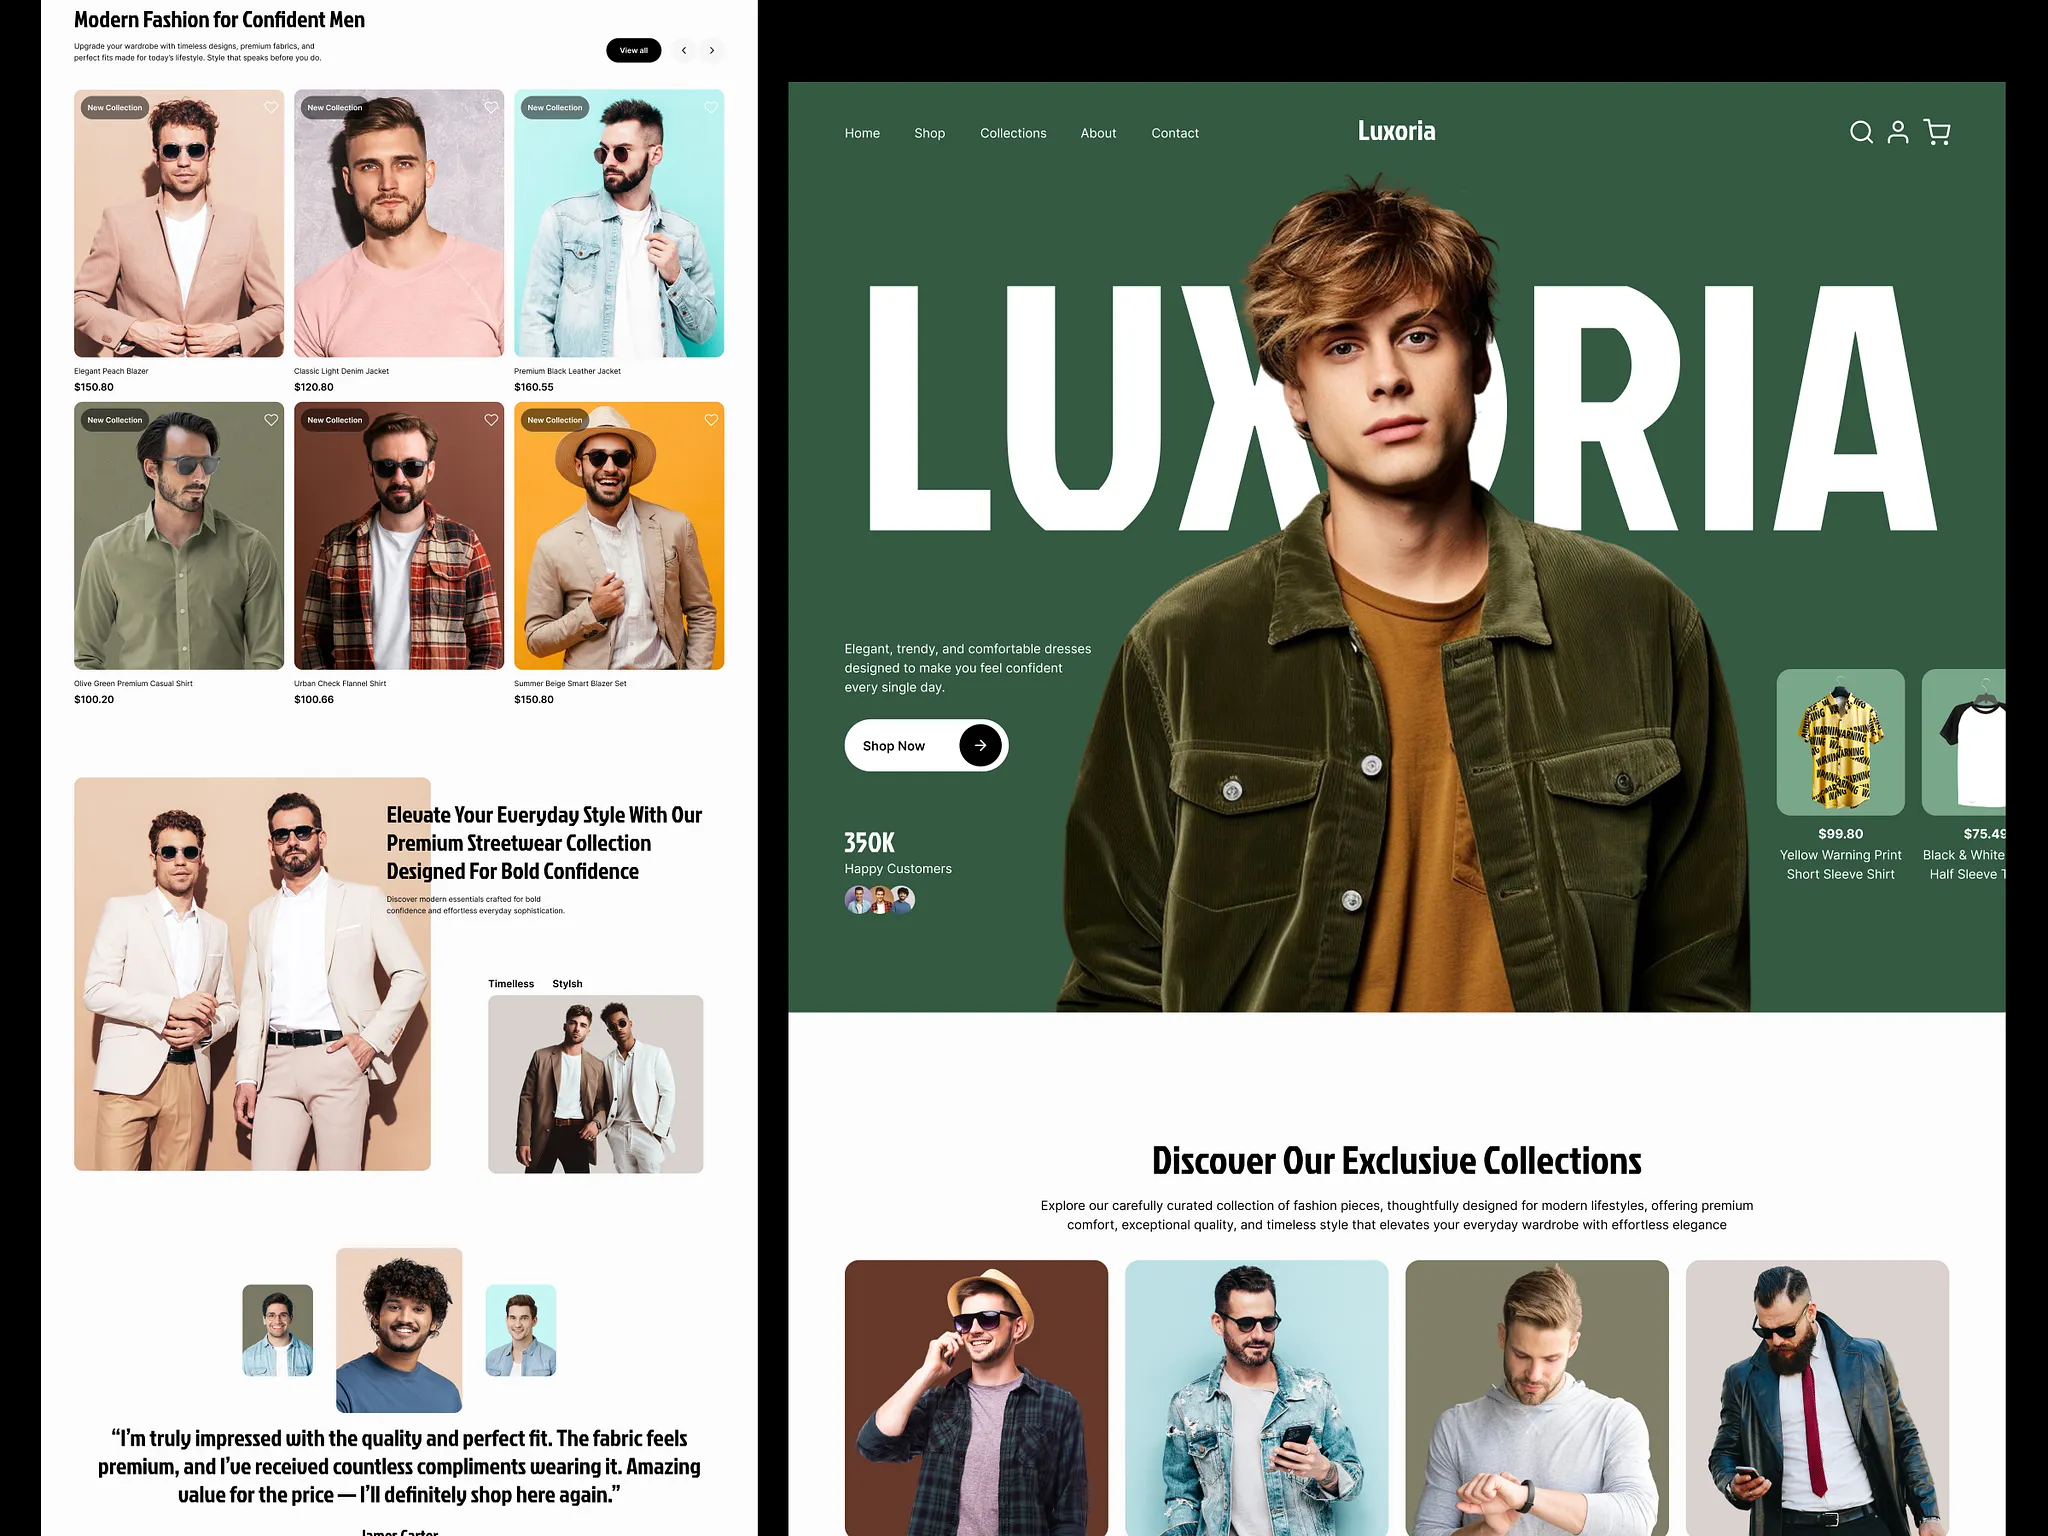 Modern Fashion for Confident Men
Upgrade your wardrobe with timeless designs, premium fabrics, and
perfect fits made for today's lifestyle. Style that speaks before you do.
View all
New Collection
New Collection
New Collection
Elegant Peach Blazer
$150.80
Classic Light Denim Jacket
$120.80
Premium Black Leather Jacket
$160.55
New Collection
New Collection
New Collection
Olive Green Premium Casual Shirt
$100.20
Urban Check Flannel Shirt
$100.66
Summer Beige Smart Blazer Set
$150.80
Elevate Your Everyday Style With Our
Premium Streetwear Collection
Designed For Bold Confidence
Discover modern essentials crafted for bold
confidence and effortless everyday sophistication.
Timeless
Stylsh
“I’m truly impressed with the quality and perfect fit. The fabric feels
premium, and I’ve received countless compliments wearing it. Amazing
value for the price — I’ll definitely shop here again.”
James Carter
Home
Shop
Collections
About
Contact
Luxoria
LUXORIA
Elegant, trendy, and comfortable dresses
designed to make you feel confident
every single day.
Shop Now
350K
Happy Customers
$99.80
Yellow Warning Print
Short Sleeve Shirt
$75.49
Black & White
Half Sleeve T
Discover Our Exclusive Collections
Explore our carefully curated collection of fashion pieces, thoughtfully designed for modern lifestyles, offering premium
comfort, exceptional quality, and timeless style that elevates your everyday wardrobe with effortless elegance